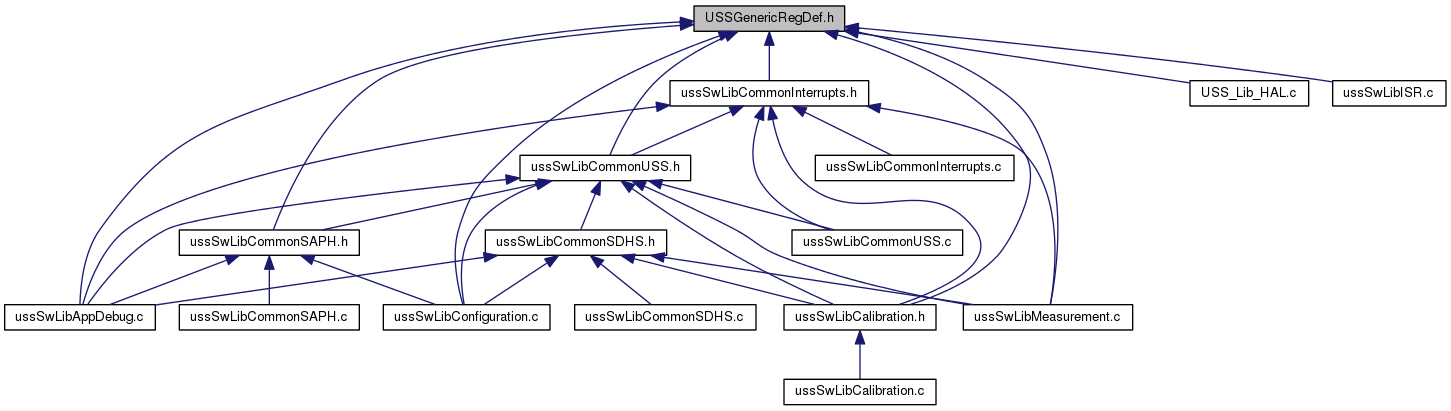 USSGenericRegDef.h
ussSwLibCommonInterrupts.h
USS_Lib_HAL.c
ussSwLibISR.c
ussSwLibCommonUSS.h
ussSwLibCommonInterrupts.c
ussSwLibCommonSAPH.h
ussSwLibCommonSDHS.h
ussSwLibCommonUSS.c
ussSwLibAppDebug.c
ussSwLibCommonSAPH.c
ussSwLibConfiguration.c
ussSwLibCommonSDHS.c
ussSwLibCalibration.h
ussSwLibMeasurement.c
ussSwLibCalibration.c